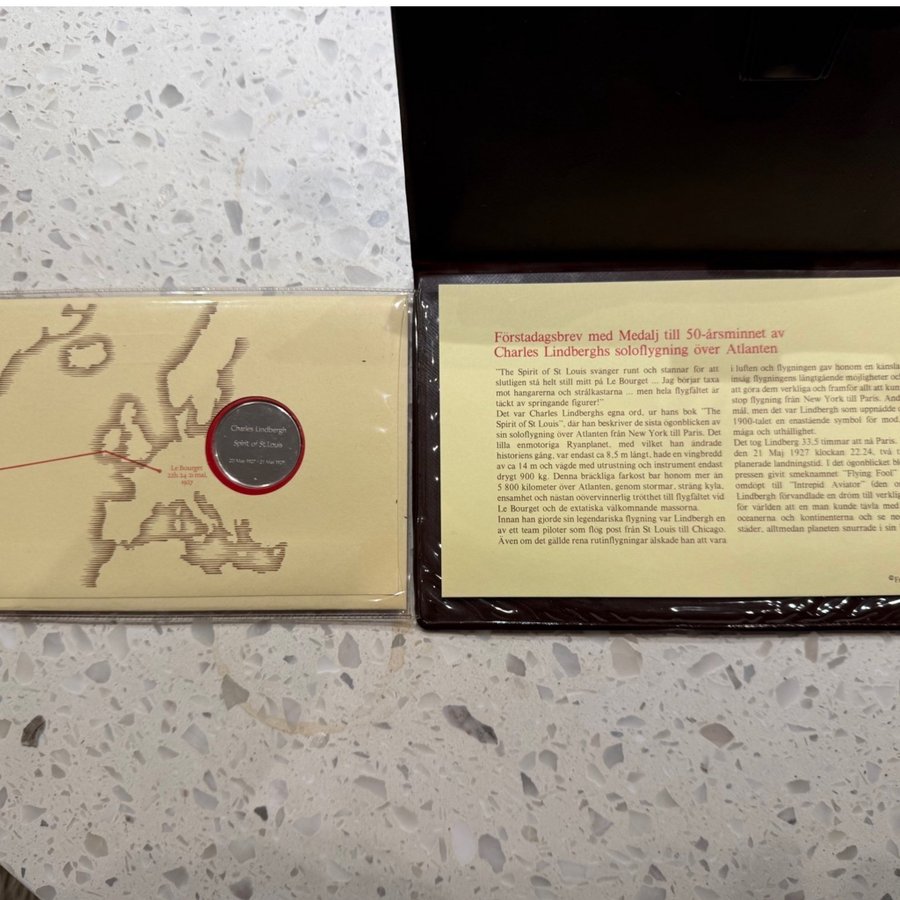 Charles Lindbergh
Spirit of St Louis
20 Maj 1927 - 21 Maj 1927
Le Bourget
22h 24 21 maj
1927
Förstadagsbrev med Medalj till 50-årsminnet av
Charles Lindberghs soloflygning över Atlanten
"The Spirit of St Louis svänger runt och stannar för att
slutligen stå helt still mitt på Le Bourget ... Jag börjar taxa
mot hangarerna och strålkastarna ... men hela flygfältet är
täckt av springande figurer!"
Det var Charles Lindberghs egna ord, ur hans bok "The
Spirit of St Louis", där han beskriver de sista ögonblicken av
sin soloflygning över Atlanten från New York till Paris. Det
lilla enmotoriga Ryanplanet, med vilket han ändrade
historiens gång, var endast ca 8,5 m långt, hade en vingbredd
av ca 14 m och vägde med utrustning och instrument endast
drygt 900 kg. Denna bräckliga farkost bar honom mer än
5 800 kilometer över Atlanten, genom stormar, sträng kyla,
ensamhet och nästan oövervinnerlig trötthet till flygfältet vid
Le Bourget och de extatiska välkomnande massorna.
Innan han gjorde sin legendariska flygning var Lindbergh en
av ett team piloter som flög post från St Louis till Chicago.
Även om det gällde rena rutinflygningar älskade han att vara
i luften och flygningen gav honom en känsla
insåg flygningens långtgående möjligheter och
att göra dem verkliga och framför allt att kun
stop flygning från New York till Paris. And
mål, men det var Lindbergh som uppnådde
1900-talet en enastående symbol för mod,
måga och uthållighet.
Det tog Lindberg 33,5 timmar att nå Paris.
den 21 Maj 1927 klockan 22.24, två t
planerade landningstid. I det ögonblicket bl
pressen givit smeknamnet "Flying Fool"
omdöpt till "Intrepid Aviator" (den o
Lindbergh förvandlade en dröm till verklig
för världen att en man kunde tävla med
oceanerna och kontinenterna och se no
städer, alltmedan planeten snurrade i sin
©